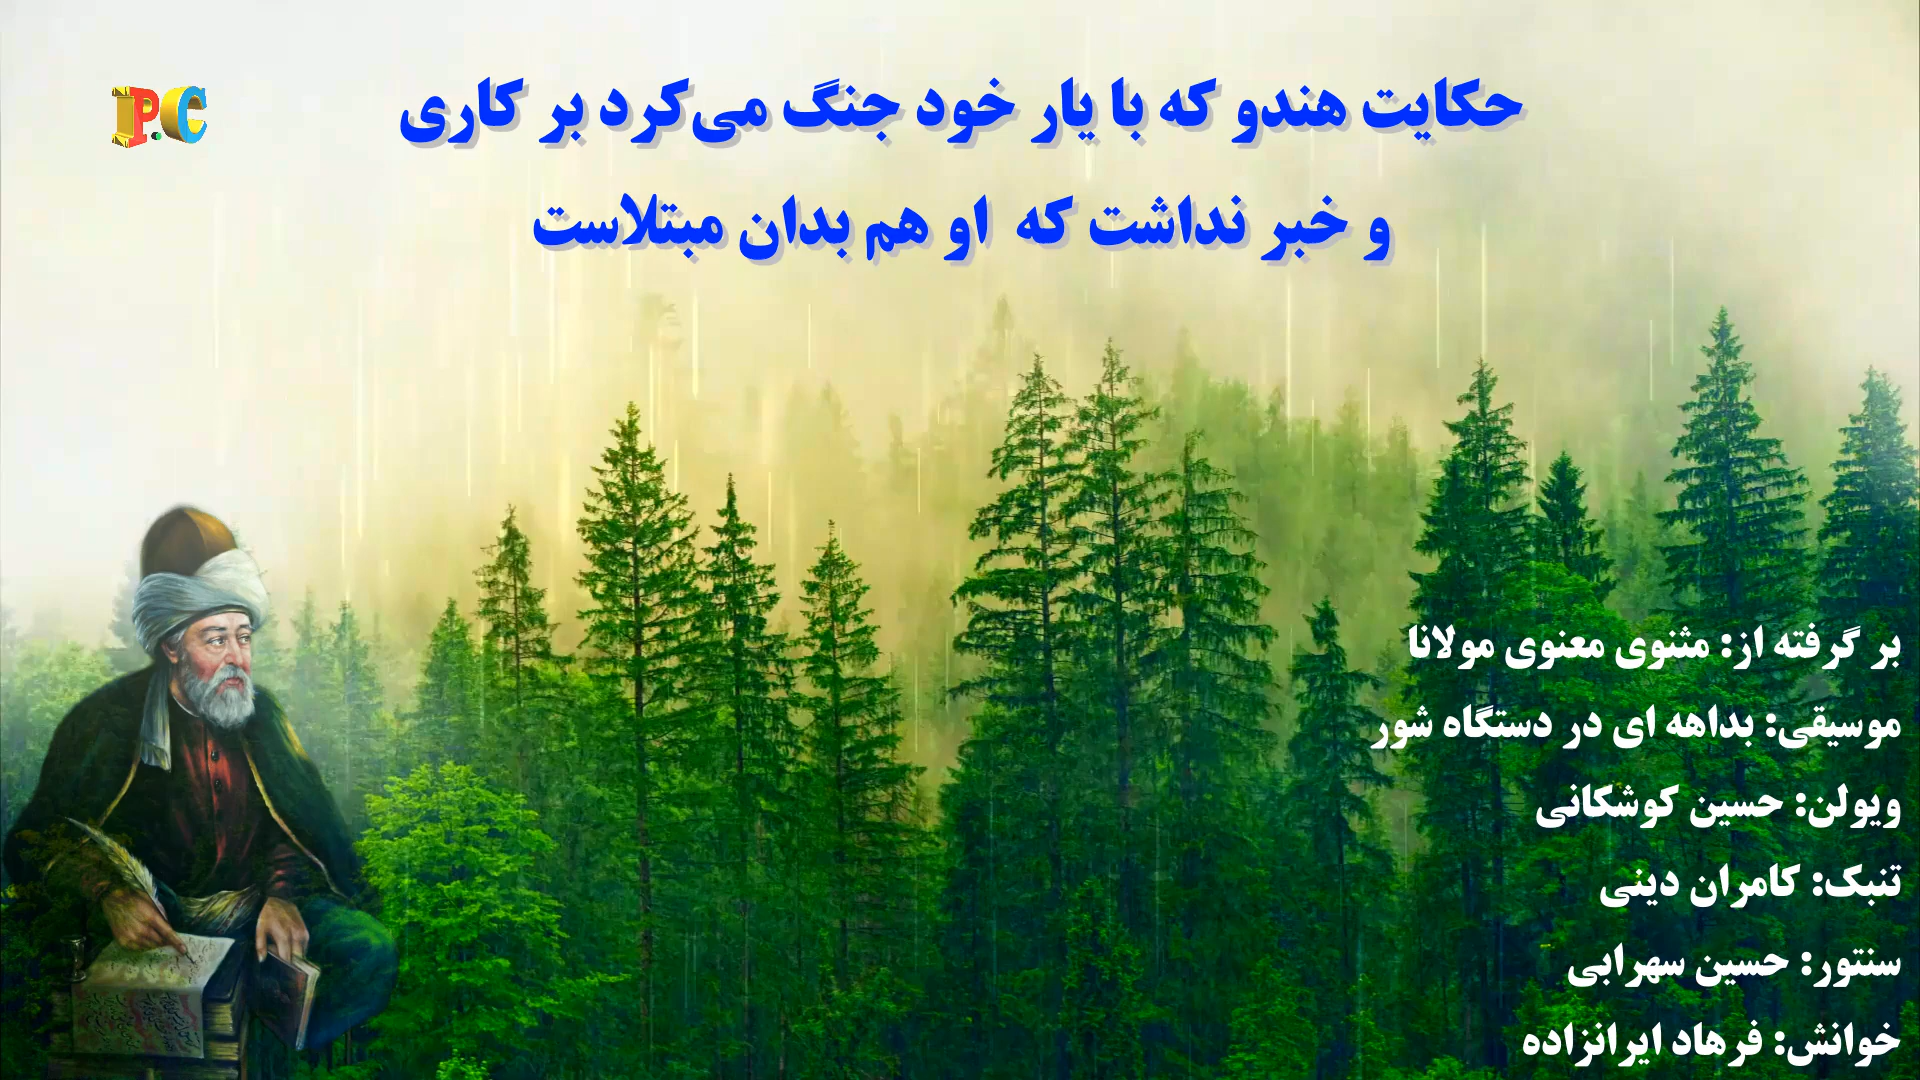 P.C
حکایت هندو که با یار خود جنگ می‌کرد بر کاری
و خبر نداشت که او هم بدان مبتلاست
بر گرفته از: مثنوی معنوی مولانا
موسیقی: بداهه ای در دستگاه شور
ویولن: حسین کوشکانی
تنبک: کامران دینی
سنتور: حسین سهرابی
خوانش: فرهاد ایرانزاده